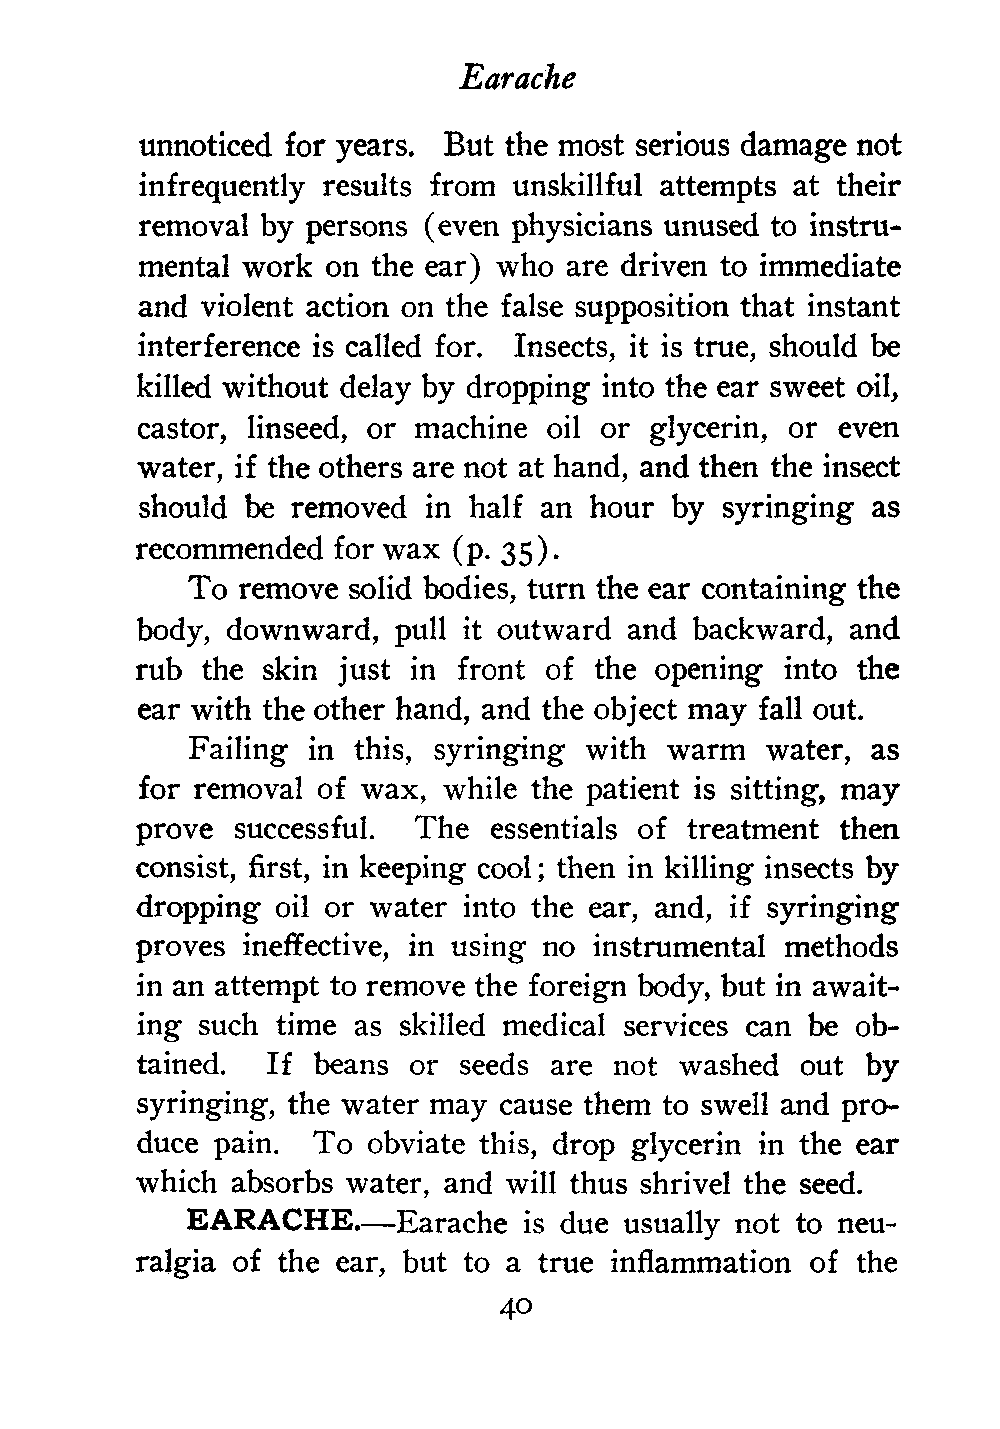 Earache
unnoticed for years. But the most serious damage not
infrequently results from unskillful attempts at their
removal by persons (even physicians unused to instru-
mental work on the ear) who are driven to immediate
and violent action on the false supposition that instant
interference is called for. Insects, it is true, should be
killed without delay by dropping into the ear sweet oil,
castor, linseed, or machine oil or glycerin, or even
water, if the others are not at hand, and then the insect
should be removed in half an hour by syringing as
recommended for wax (p. 35).
To remove solid bodies, turn the ear containing the
body, downward, pull it outward and backward, and
rub the skin just in front of the opening into the
ear with the other hand, and the object may fall out.
Failing in this, syringing with warm water, as
for removal of wax, while the patient is sitting, may
prove successful. The essentials of treatment then
consist, first, in keeping cool; then in killing insects by
dropping oil or water into the ear, and, if syringing
proves ineffective, in using no instrumental methods
in an attempt to remove the foreign body, but in await-
ing such time as skilled medical services can be ob-
tained. If beans or seeds are not washed out by
syringing, the water may cause them to swell and pro-
duce pain. To obviate this, drop glycerin in the ear
which absorbs water, and will thus shrivel the seed.
EARACHE.—Earache is due usually not to neu-
ralgia of the ear, but to a true inflammation of the
40